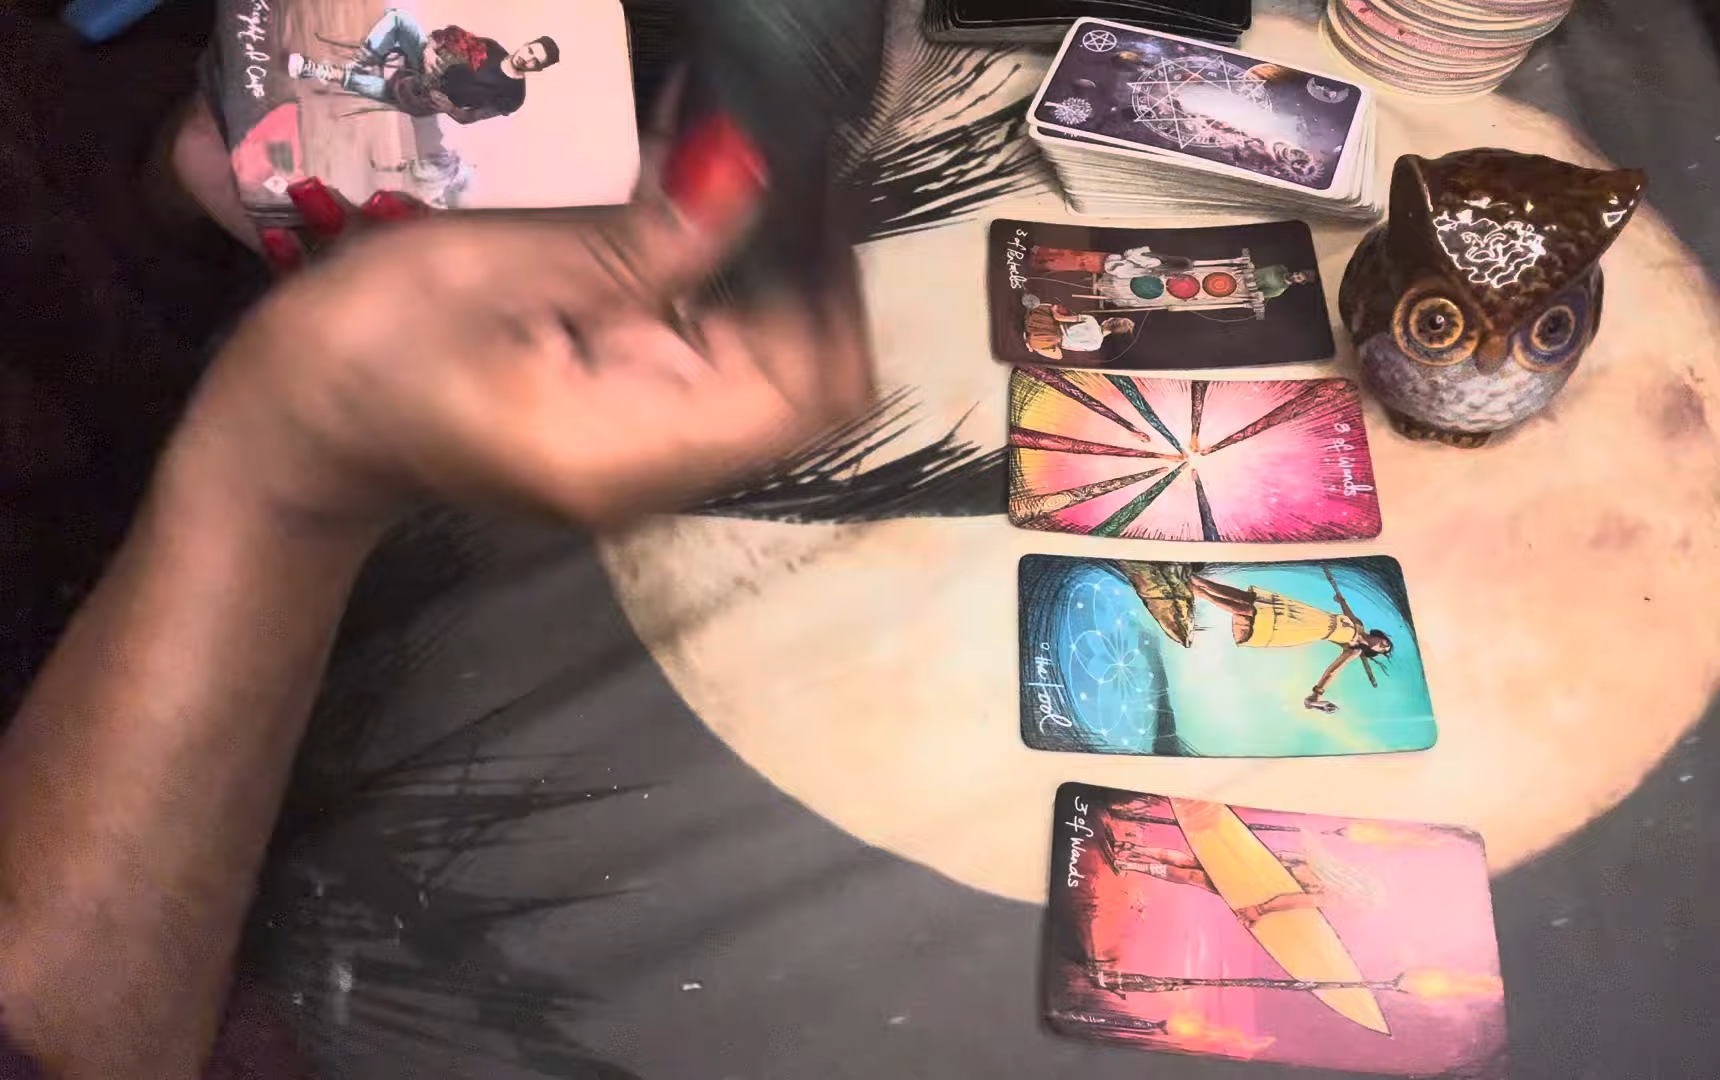 Knight of Cups
3 of Pentacles
8 of wands
0 the fool
3 of Wands